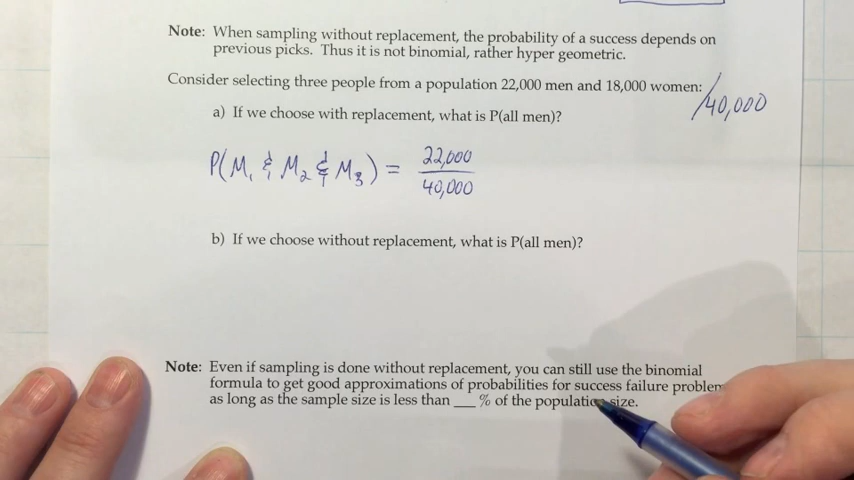 Note: When sampling without replacement, the probability of a success depends on
previous picks. Thus it is not binomial, rather hyper geometric.
Consider selecting three people from a population 22,000 men and 18,000 women:
/40,000
a) If we choose with replacement, what is P(all men)?
P(M₁ & M₂ & M₃) = 22,000
40,000
b) If we choose without replacement, what is P(all men)?
Note: Even if sampling is done without replacement, you can still use the binomial
formula to get good approximations of probabilities for success failure
as long as the sample size is less than ___ % of the population size.